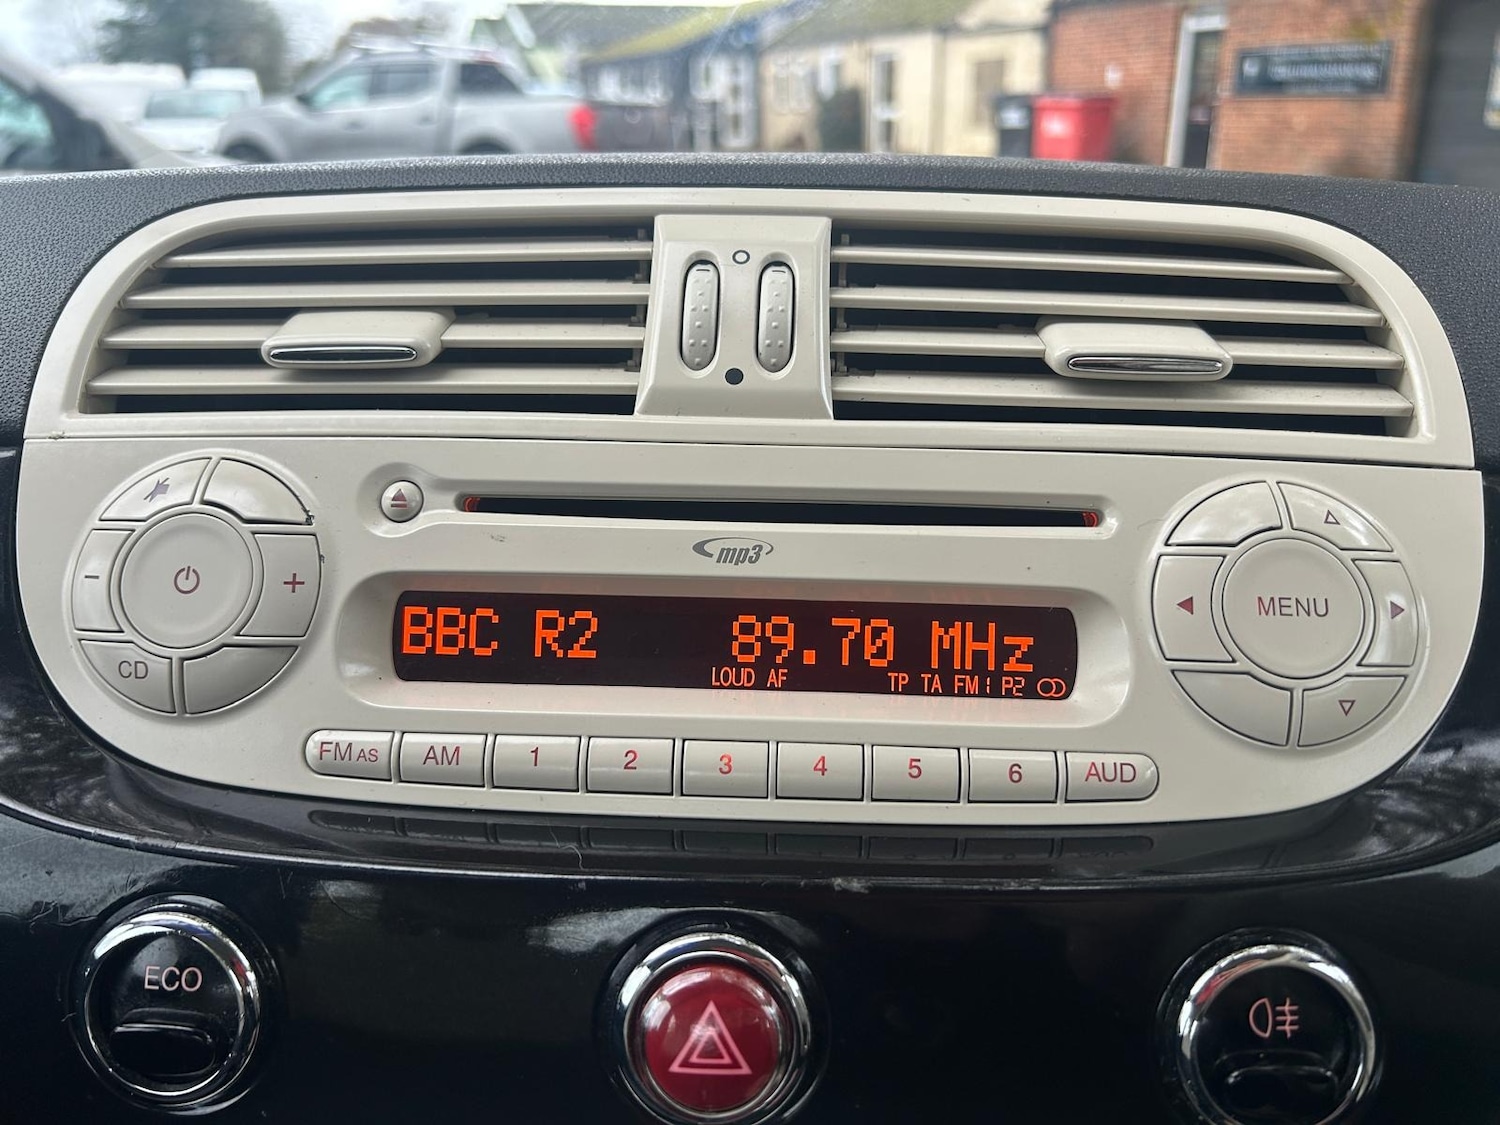 mp3
BBC R2 89.70 MHz
LOUD AF TP TA FM1 P2
CD
MENU
FM AS AM 1 2 3 4 5 6 AUD
ECO